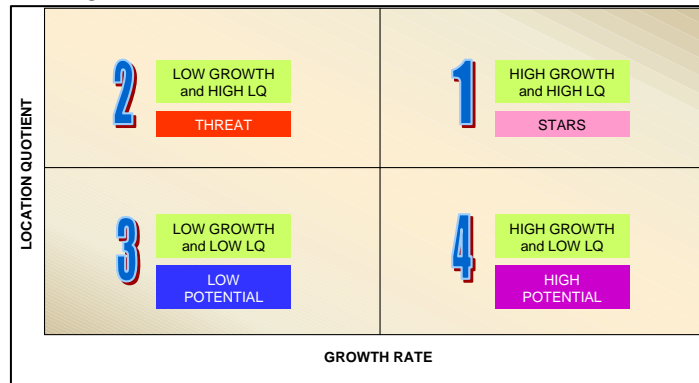 LOCATION QUOTIENT
2
LOW GROWTH
and HIGH LQ
THREAT
1
HIGH GROWTH
and HIGH LQ
STARS
3
LOW GROWTH
and LOW LQ
LOW
POTENTIAL
4
HIGH GROWTH
and LOW LQ
HIGH
POTENTIAL
GROWTH RATE